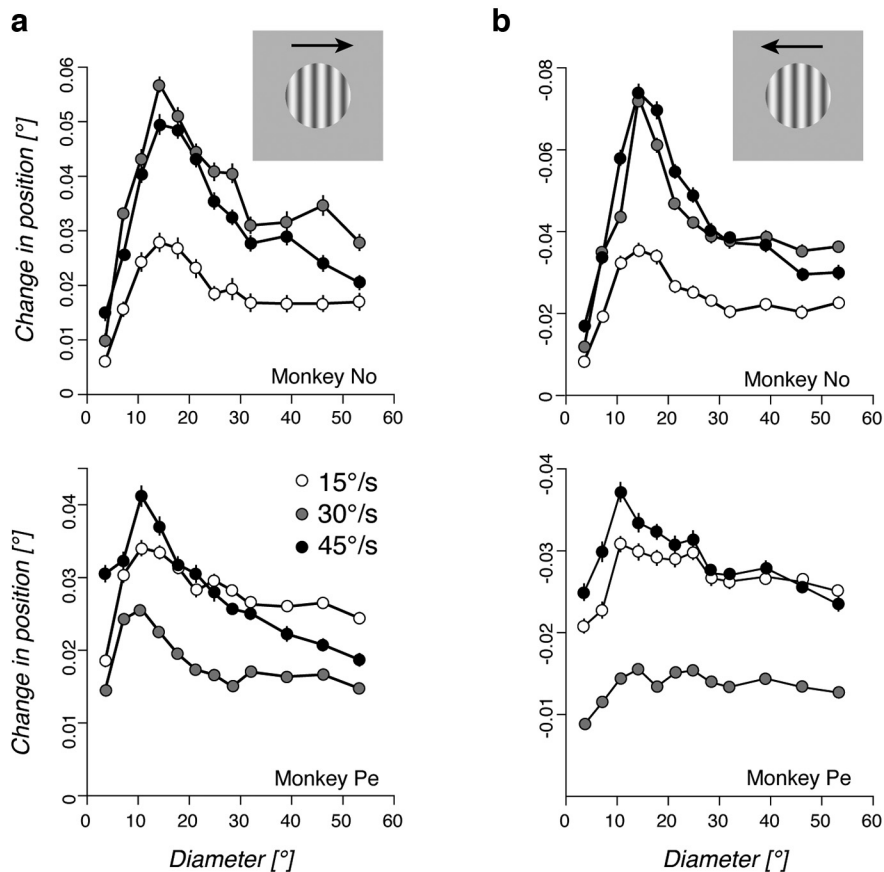 a
b
0.06
0.05
0.04
0.03
0.02
0.01
0
Change in position [°]
Monkey No
0 10 20 30 40 50 60
-0.08
-0.06
-0.04
-0.02
0
Monkey No
0 10 20 30 40 50 60
0.04
0.03
0.02
0.01
0
Change in position [°]
15°/s
30°/s
45°/s
Monkey Pe
0 10 20 30 40 50 60
Diameter [°]
-0.04
-0.03
-0.02
-0.01
Monkey Pe
0 10 20 30 40 50 60
Diameter [°]